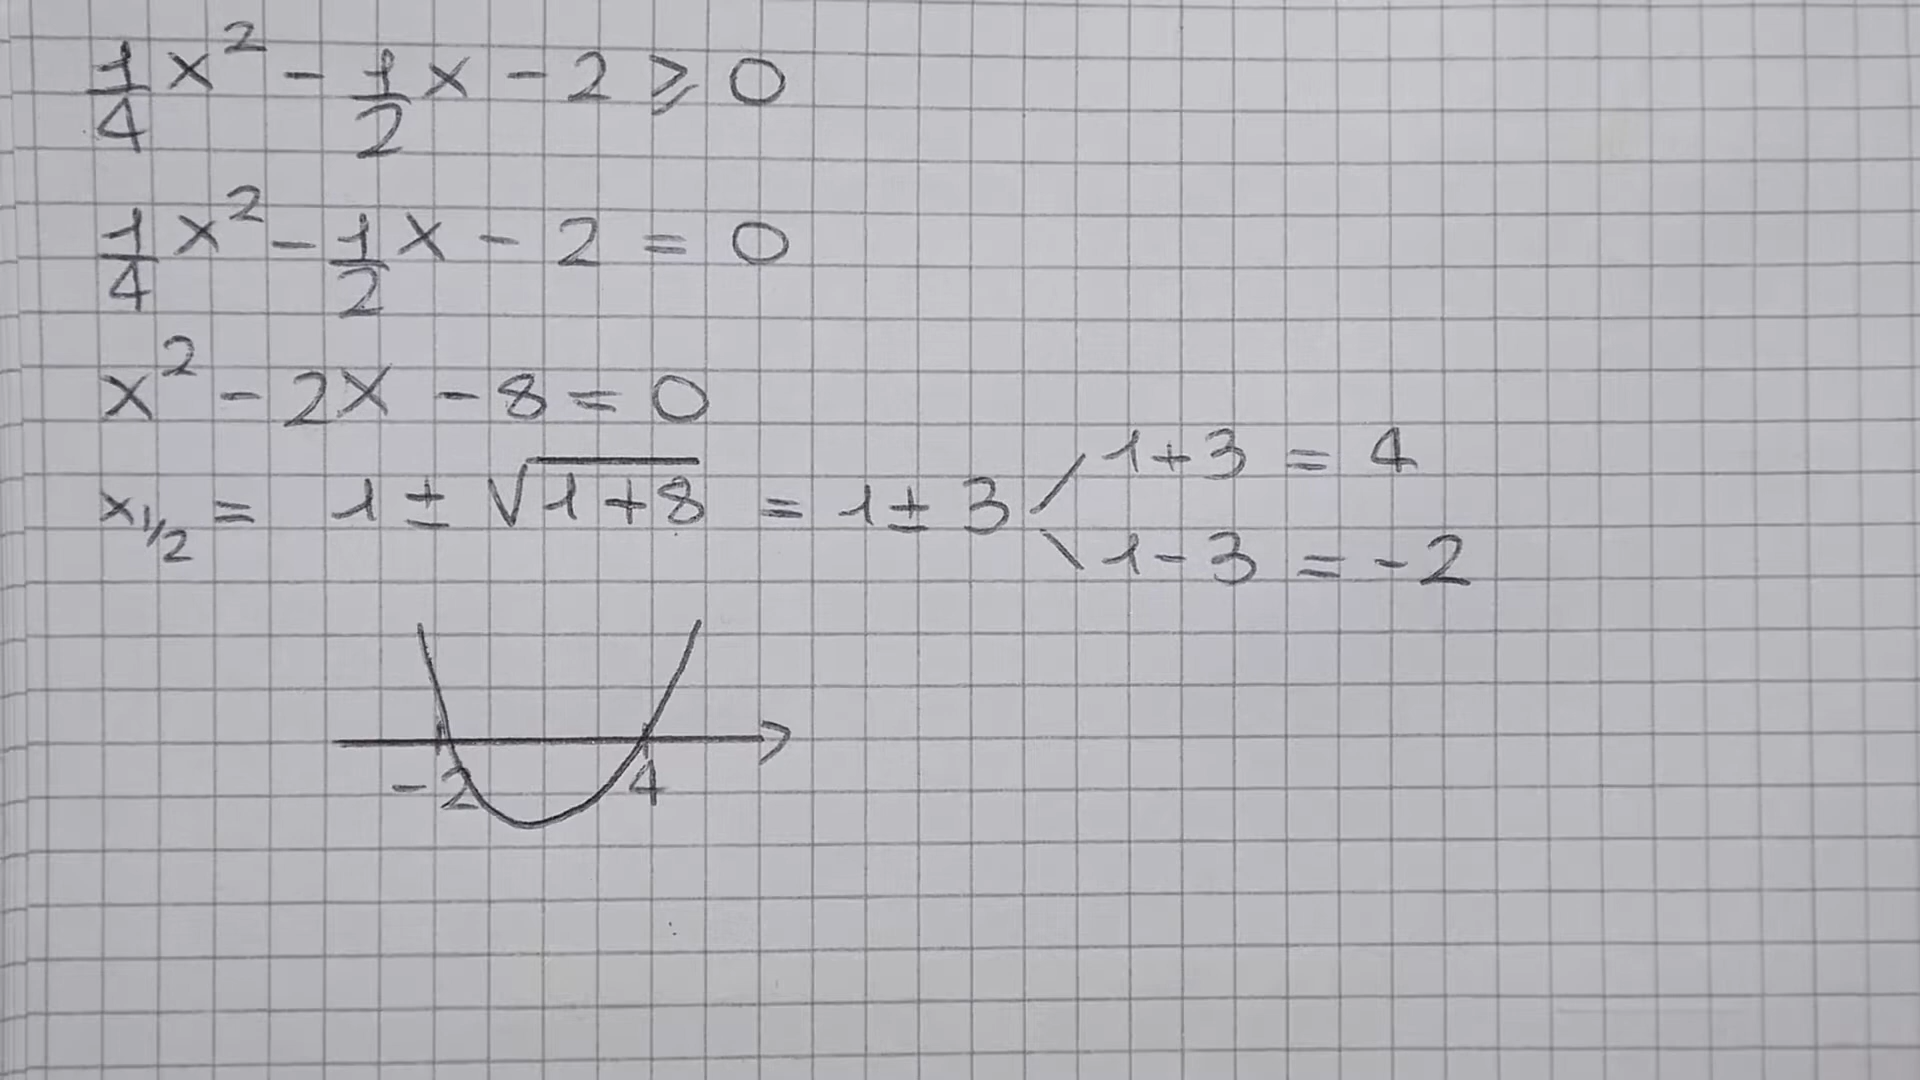 1/4 x² - 1/2 x - 2 ⩾ 0
1/4 x² - 1/2 x - 2 = 0
x² - 2x - 8 = 0
x1/2 = 1 ± √(1+8) = 1 ± 3
1+3 = 4
1-3 = -2
-2 4